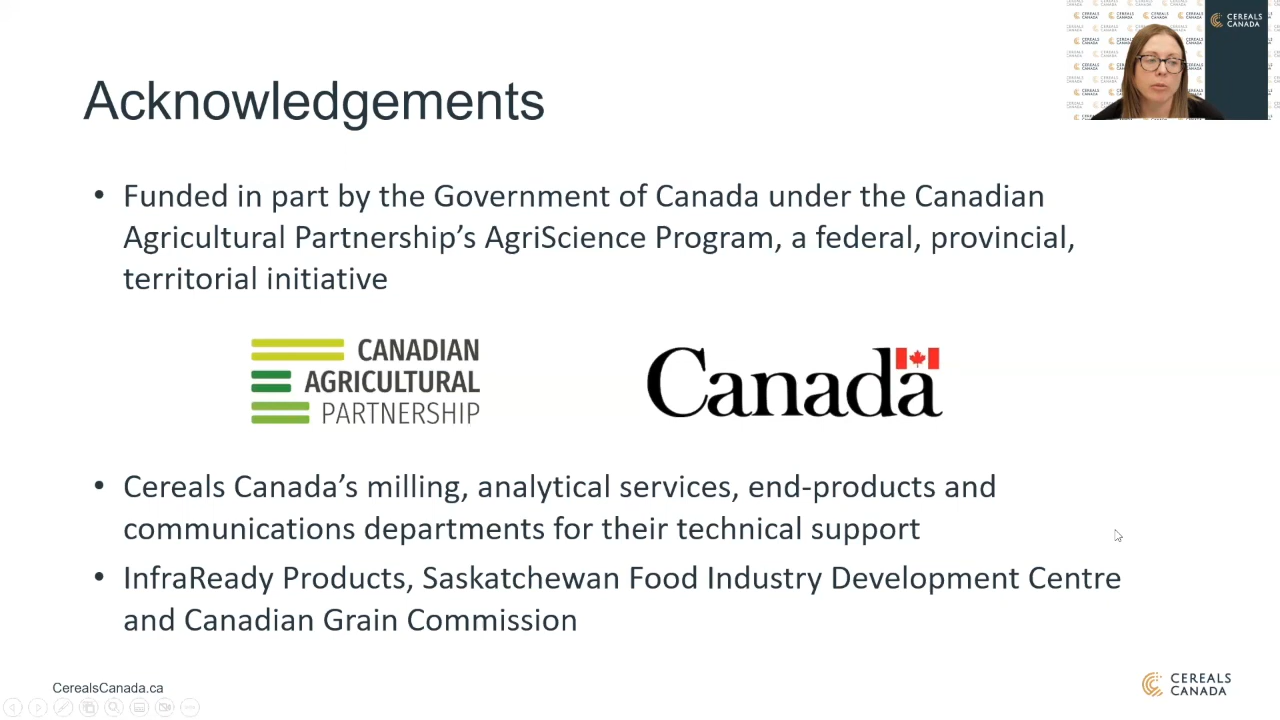 CEREALS
CANADA
Acknowledgements
• Funded in part by the Government of Canada under the Canadian
Agricultural Partnership’s AgriScience Program, a federal, provincial,
territorial initiative
CANADIAN
AGRICULTURAL
PARTNERSHIP
Canada
• Cereals Canada’s milling, analytical services, end-products and
communications departments for their technical support
• InfraReady Products, Saskatchewan Food Industry Development Centre
and Canadian Grain Commission
CerealsCanada.ca
CEREALS
CANADA